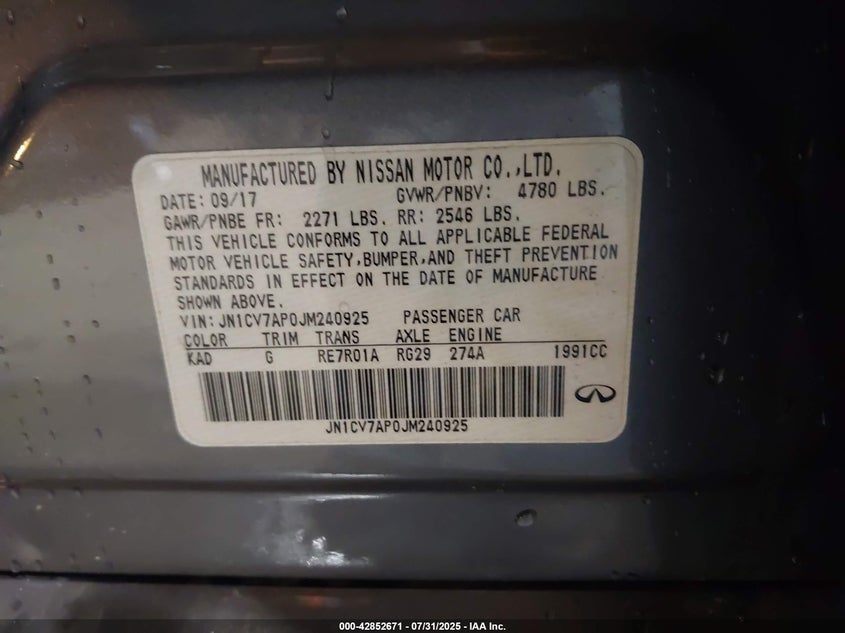 MANUFACTURED BY NISSAN MOTOR CO.,LTD.
DATE: 09/17 GVWR/PNBV: 4780 LBS.
GAWR/PNBE FR: 2271 LBS. RR: 2546 LBS.
THIS VEHICLE CONFORMS TO ALL APPLICABLE FEDERAL
MOTOR VEHICLE SAFETY,BUMPER,AND THEFT PREVENTION
STANDARDS IN EFFECT ON THE DATE OF MANUFACTURE
SHOWN ABOVE.
VIN: JN1CV7AP0JM240925 PASSENGER CAR
COLOR TRIM TRANS AXLE ENGINE
KAD G RE7R01A RG29 274A 1991CC
JN1CV7AP0JM240925
000-42852671 - 07/31/2025 - IAA Inc.